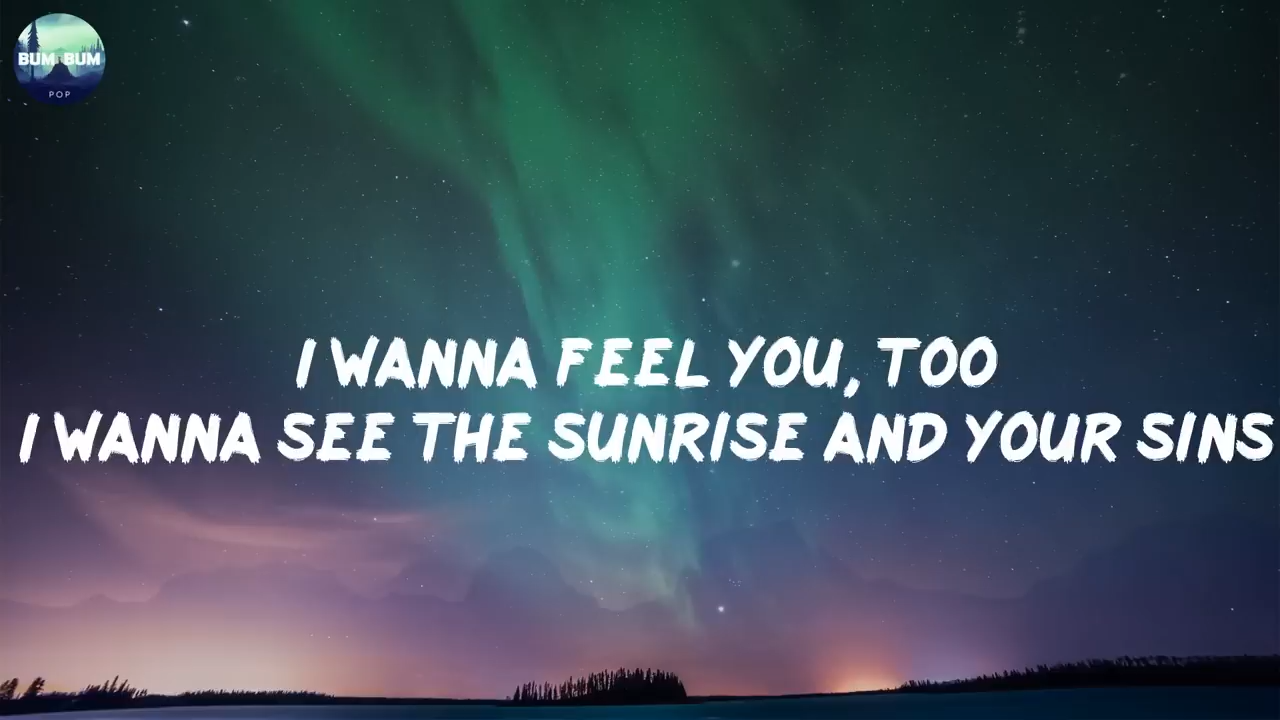 BUM BUM
POP
I WANNA FEEL YOU, TOO
I WANNA SEE THE SUNRISE AND YOUR SINS